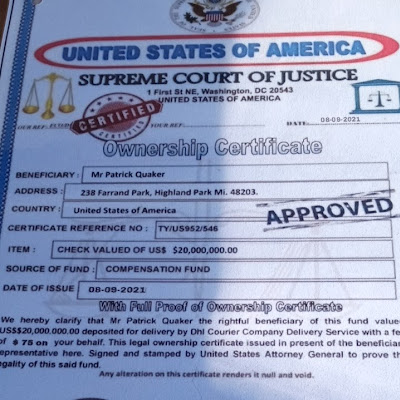 UNITED STATES OF AMERICA
SUPREME COURT OF JUSTICE
1 First St NE, Washington, DC 20543
UNITED STATES OF AMERICA
CERTIFIED
CERTIFIED
YOUR REF: YOUR REF: DATE: 08-09-2021
Ownership Certificate
BENEFICIARY : Mr Patrick Quaker
ADDRESS : 238 Farrand Park, Highland Park Mi. 48203.
COUNTRY : United States of America
APPROVED
CERTIFICATE REFERENCE NO : TY/US952/546
ITEM : CHECK VALUED OF US$ $20,000,000.00
SOURCE OF FUND : COMPENSATION FUND
DATE OF ISSUE : 08-09-2021
With Full Proof of Ownership Certificate
We hereby clarify that Mr Patrick Quaker the rightful beneficiary of this fund value
US$$20,000,000.00 deposited for delivery by Dhl Courier Company Delivery Service with a fe
of $ 75 on your behalf. This legal ownership certificate issued in present of the beneficiar
representative here. Signed and stamped by United States Attorney General to prove the
egality of this said fund.
Any alteration on this certificate renders it null and void.